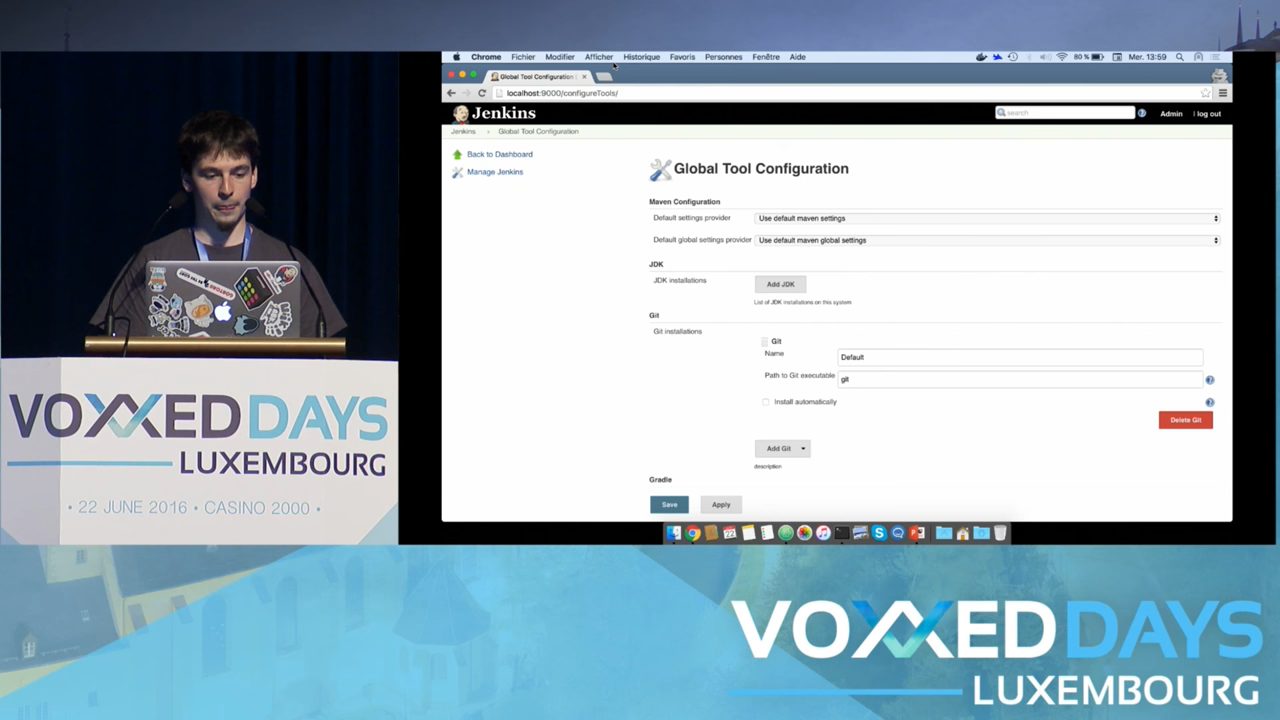 Chrome Fichier Modifier Afficher Historique Favoris Personnes Fenêtre Aide 80 % Mer. 13:59
Global Tool Configuration
localhost:9000/configureTools/
Jenkins search Admin | log out
Jenkins Global Tool Configuration
Back to Dashboard
Manage Jenkins
Global Tool Configuration
Maven Configuration
Default settings provider Use default maven settings
Default global settings provider Use default maven global settings
JDK
JDK installations Add JDK
List of JDK installations on this system
Git
Git installations
Git
Name Default
Path to Git executable git
Install automatically
Delete Git
Add Git
description
Gradle
Save Apply
VOXXED DAYS
LUXEMBOURG
• 22 JUNE 2016 • CASINO 2000 •
VOXXED DAYS
LUXEMBOURG